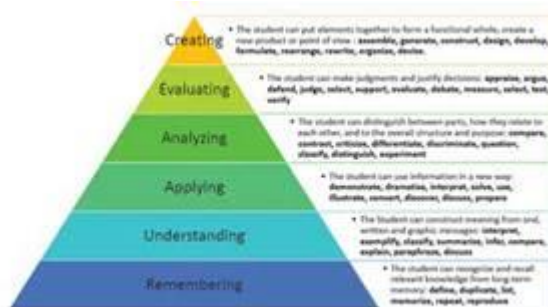 Creating
• The student can put elements together to form a functional whole, create a
new product or point of view : assemble, generate, construct, design, develop,
formulate, rearrange, rewrite, organize, devise.
Evaluating
• The student can make judgments and justify decisions: appraise, argue,
defend, judge, select, support, evaluate, debate, measure, select, test,
verify
Analyzing
• The student can distinguish between parts, how they relate to
each other, and to the overall structure and purpose: compare,
contrast, criticize, differentiate, discriminate, question,
classify, distinguish, experiment
Applying
• The student can use information in a new way:
demonstrate, dramatize, interpret, solve, use,
illustrate, convert, discover, discuss, prepare
Understanding
• The Student can construct meaning from oral,
written and graphic messages: interpret,
exemplify, classify, summarize, infer, compare,
explain, paraphrase, discuss
Remembering
• The student can recognize and recall
relevant knowledge from long-term
memory: define, duplicate, list,
memorize, repeat, reproduce